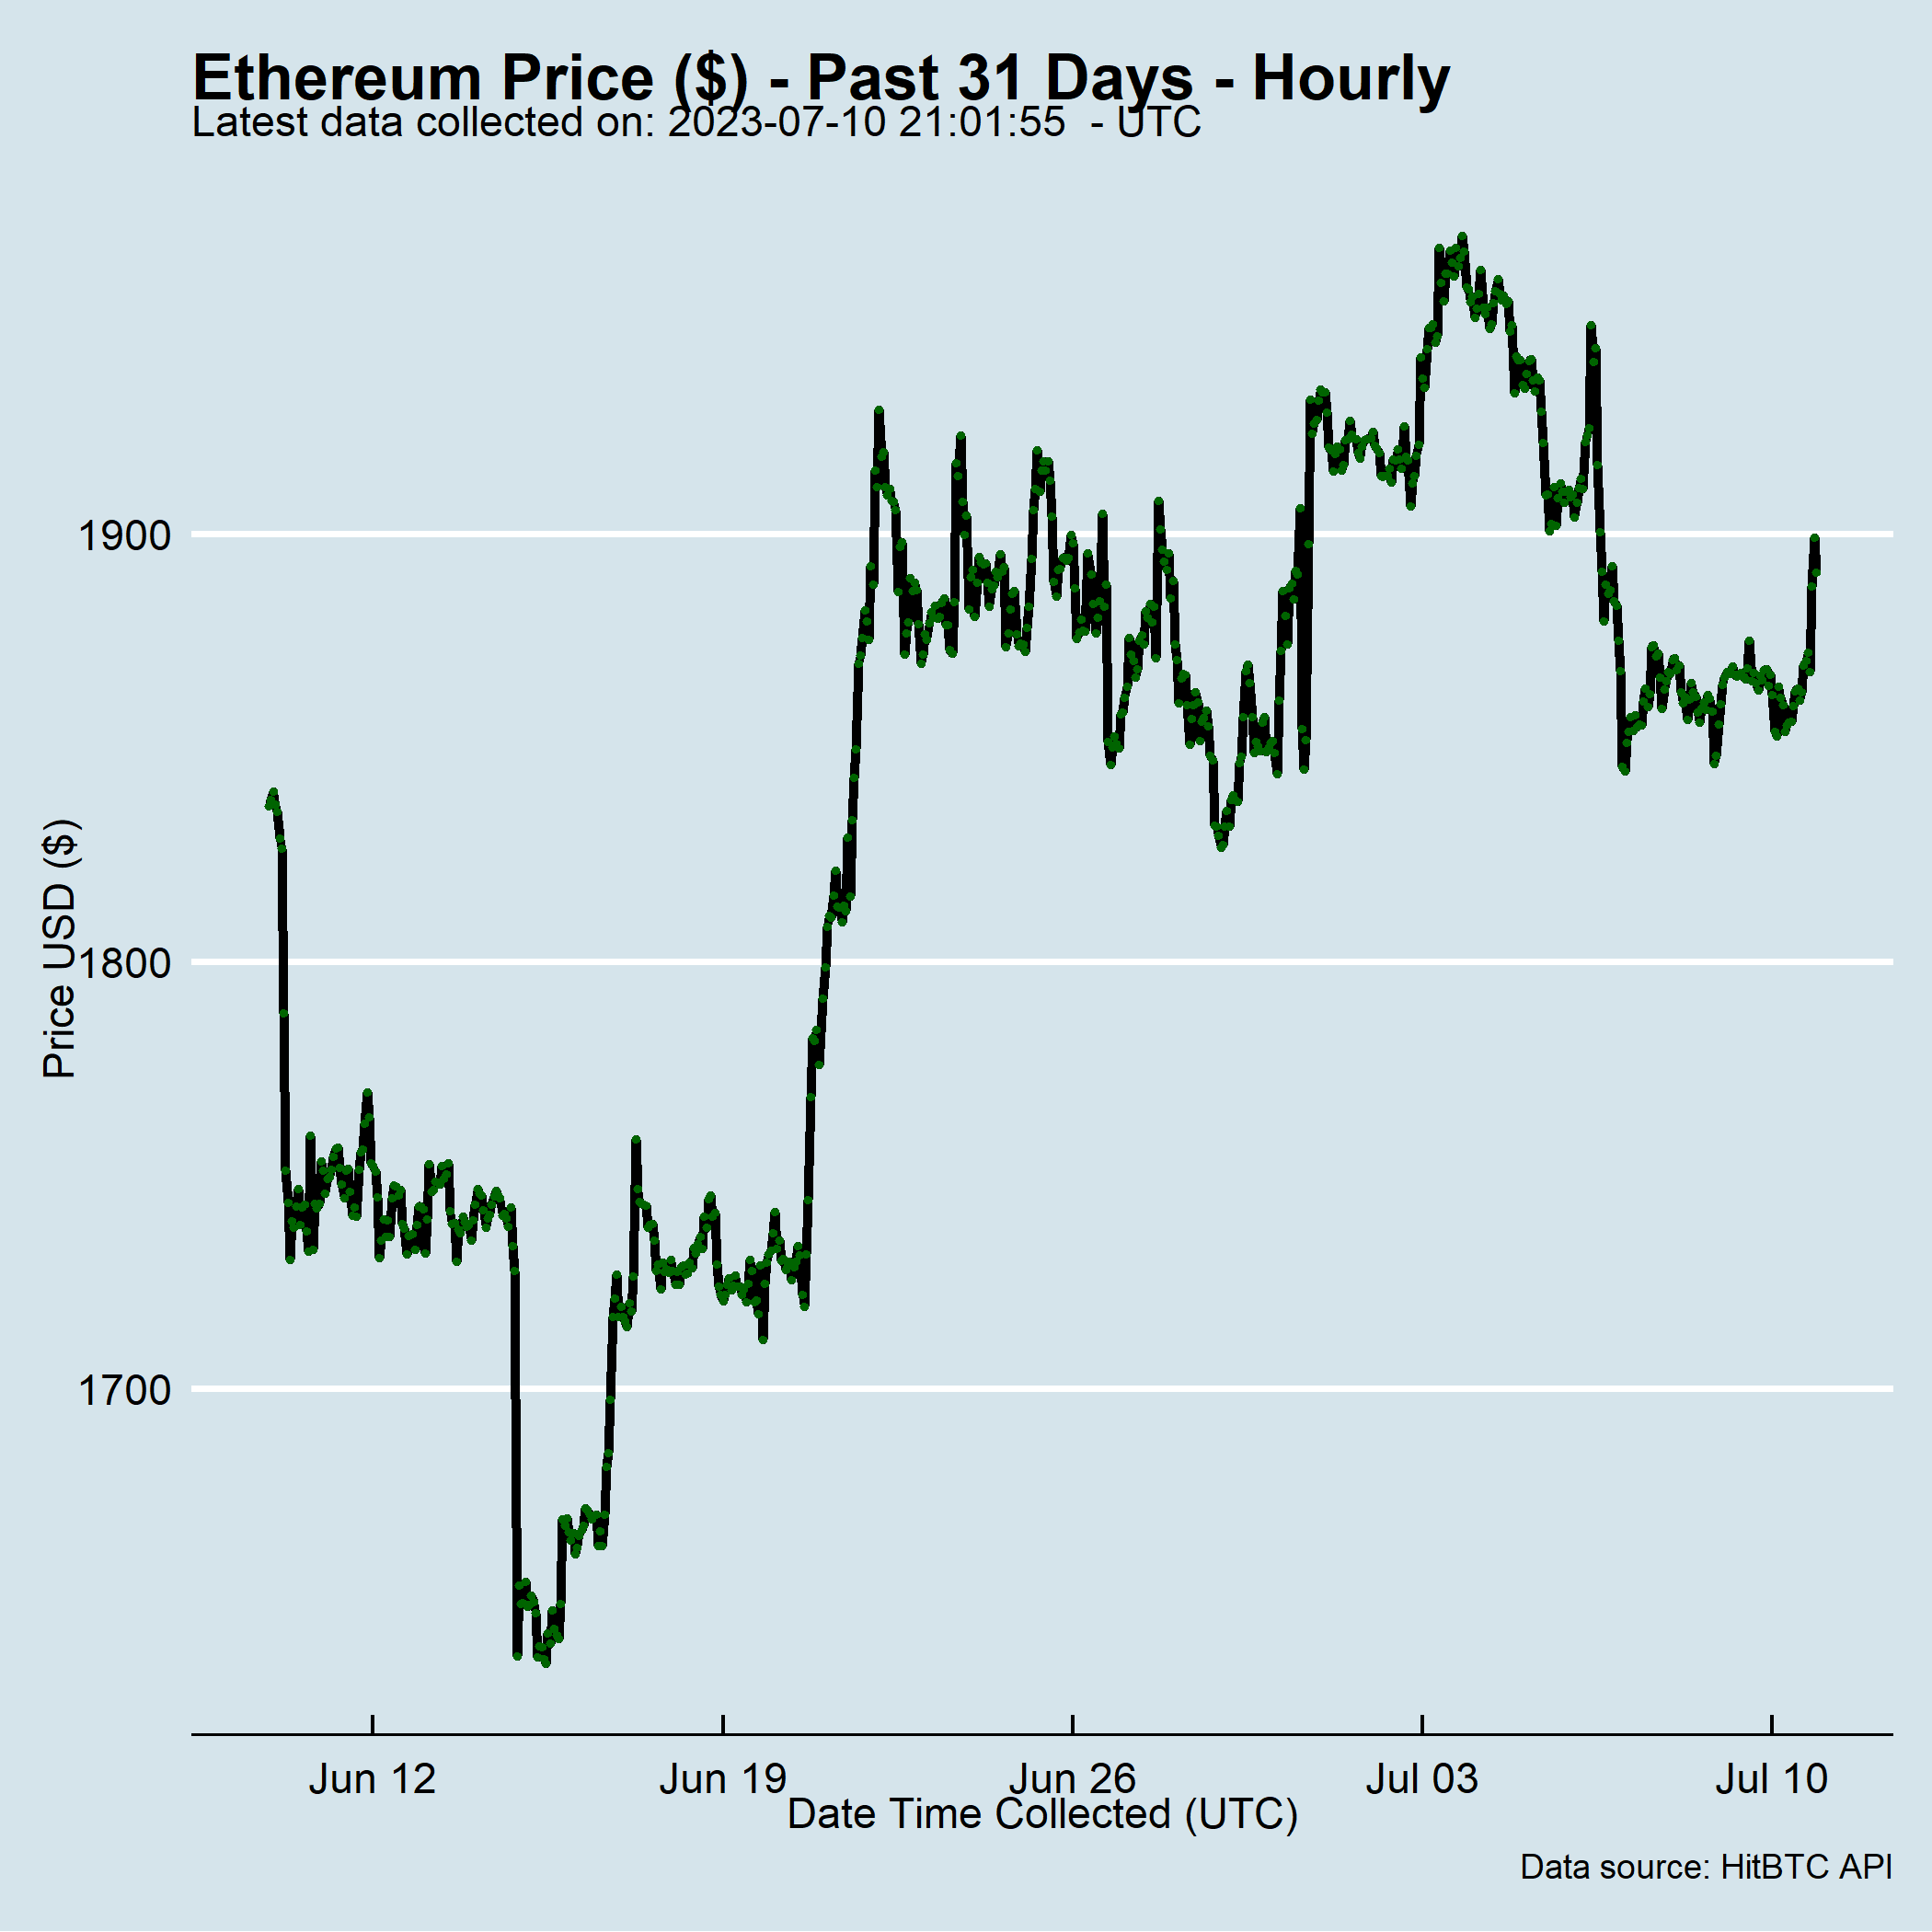 Ethereum Price ($) - Past 31 Days - Hourly
Latest data collected on: 2023-07-10 21:01:55  - UTC
Price USD ($)
1900
1800
1700
Jun 12
Jun 19
Jun 26
Jul 03
Jul 10
Date Time Collected (UTC)
Data source: HitBTC API